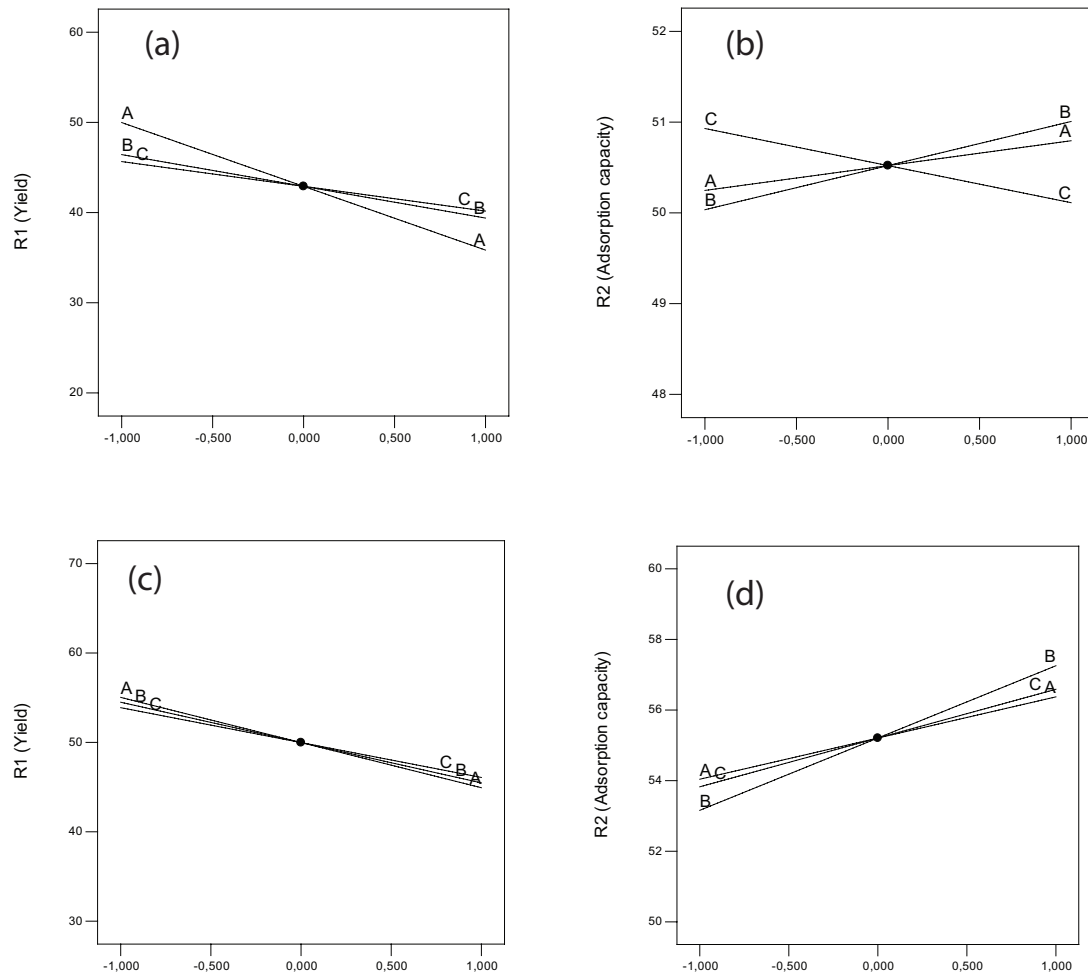 (a)
R1 (Yield)
60
50
40
30
20
A
B
C
C
B
A
-1,000 -0,500 0,000 0,500 1,000
(b)
R2 (Adsorption capacity)
52
51
50
49
48
C
A
B
B
A
C
-1,000 -0,500 0,000 0,500 1,000
(c)
R1 (Yield)
70
60
50
40
30
A
B
C
C
B
A
-1,000 -0,500 0,000 0,500 1,000
(d)
R2 (Adsorption capacity)
60
58
56
54
52
50
A
C
B
B
C
A
-1,000 -0,500 0,000 0,500 1,000